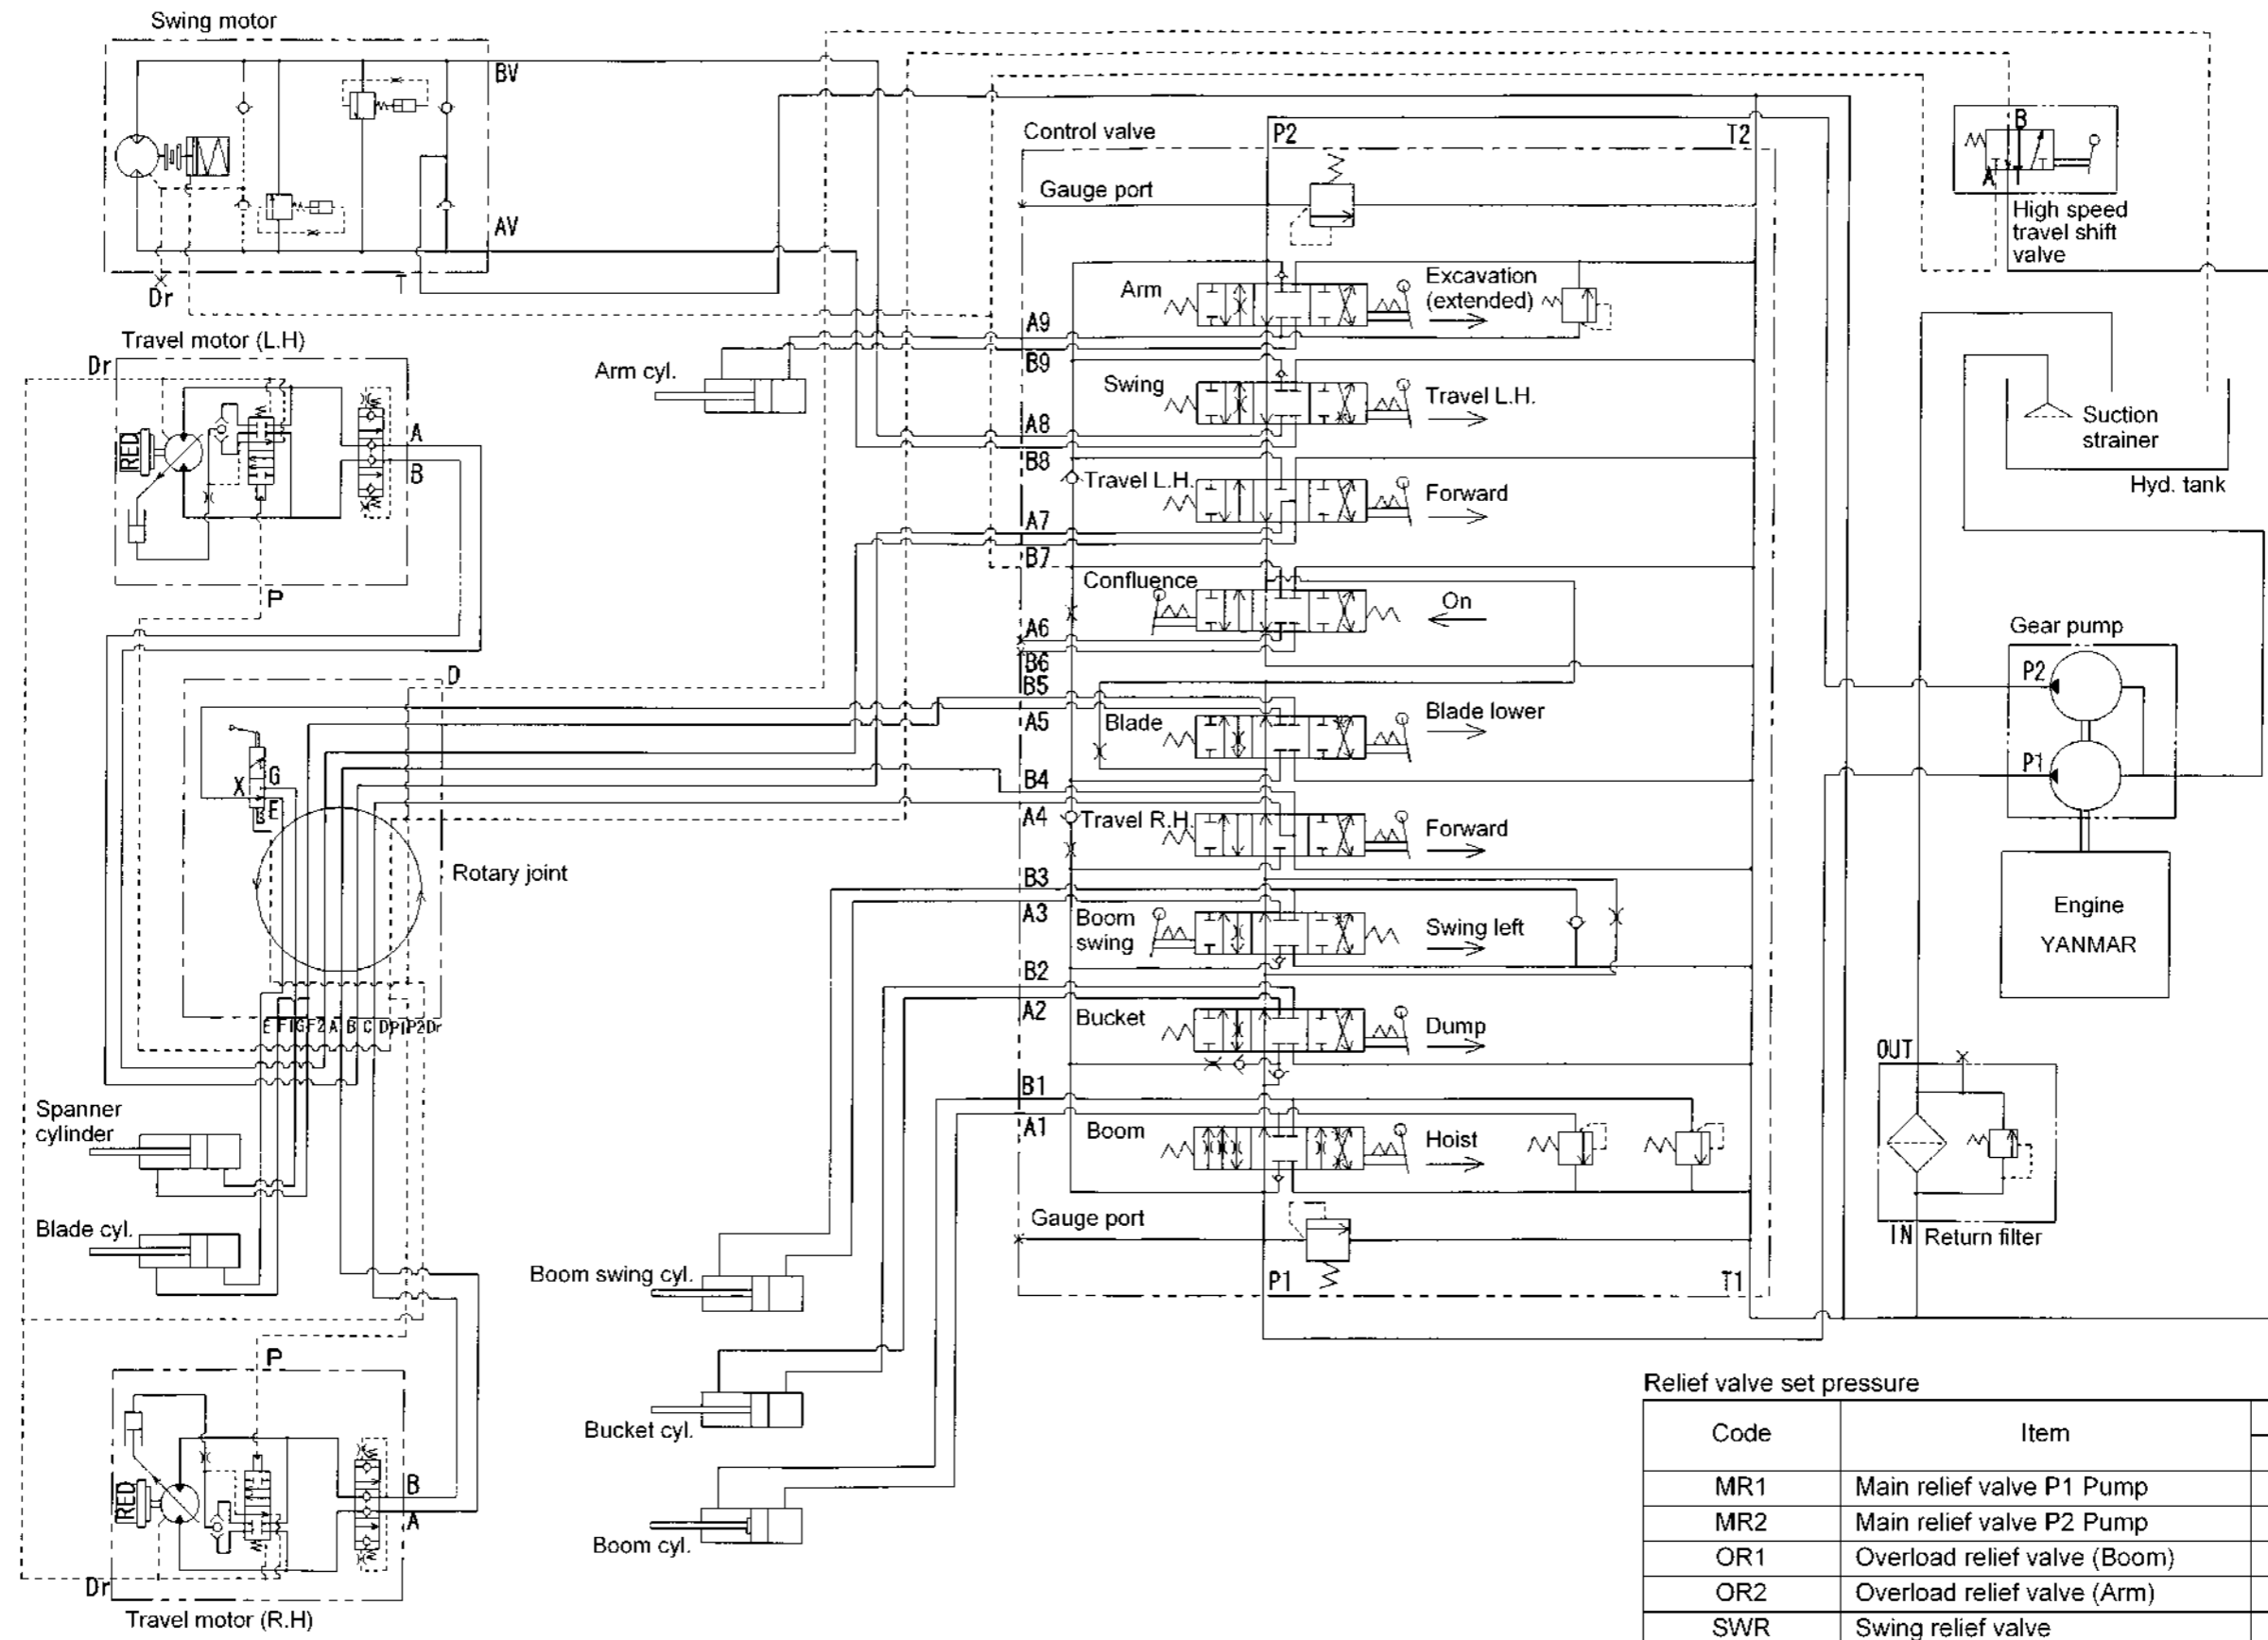 Swing motor
BV
AV
T
Dr
Control valve
P2
T2
Gauge port
B
A
High speed
travel shift
valve
Arm
Excavation
(extended)
A9
B9
Arm cyl.
Swing
Travel L.H.
A8
B8
Travel L.H.
Forward
A7
B7
Confluence
On
A6
B6
B5
A5
Blade
Blade lower
B4
A4
Travel R.H.
Forward
B3
A3
Boom
swing
Swing left
B2
A2
Bucket
Dump
B1
A1
Boom
Hoist
Gauge port
P1
T1
Travel motor (L.H)
Dr
RED
A
B
P
D
X
G
E
Rotary joint
E F1 G F2 A B C D P1 P2 Dr
Spanner
cylinder
Blade cyl.
Boom swing cyl.
Bucket cyl.
Boom cyl.
P
RED
B
A
Dr
Travel motor (R.H)
Suction
strainer
Hyd. tank
Gear pump
P2
P1
Engine
YANMAR
OUT
IN
Return filter
Relief valve set pressure
Code
Item
MR1 Main relief valve P1 Pump
MR2 Main relief valve P2 Pump
OR1 Overload relief valve (Boom)
OR2 Overload relief valve (Arm)
SWR Swing relief valve